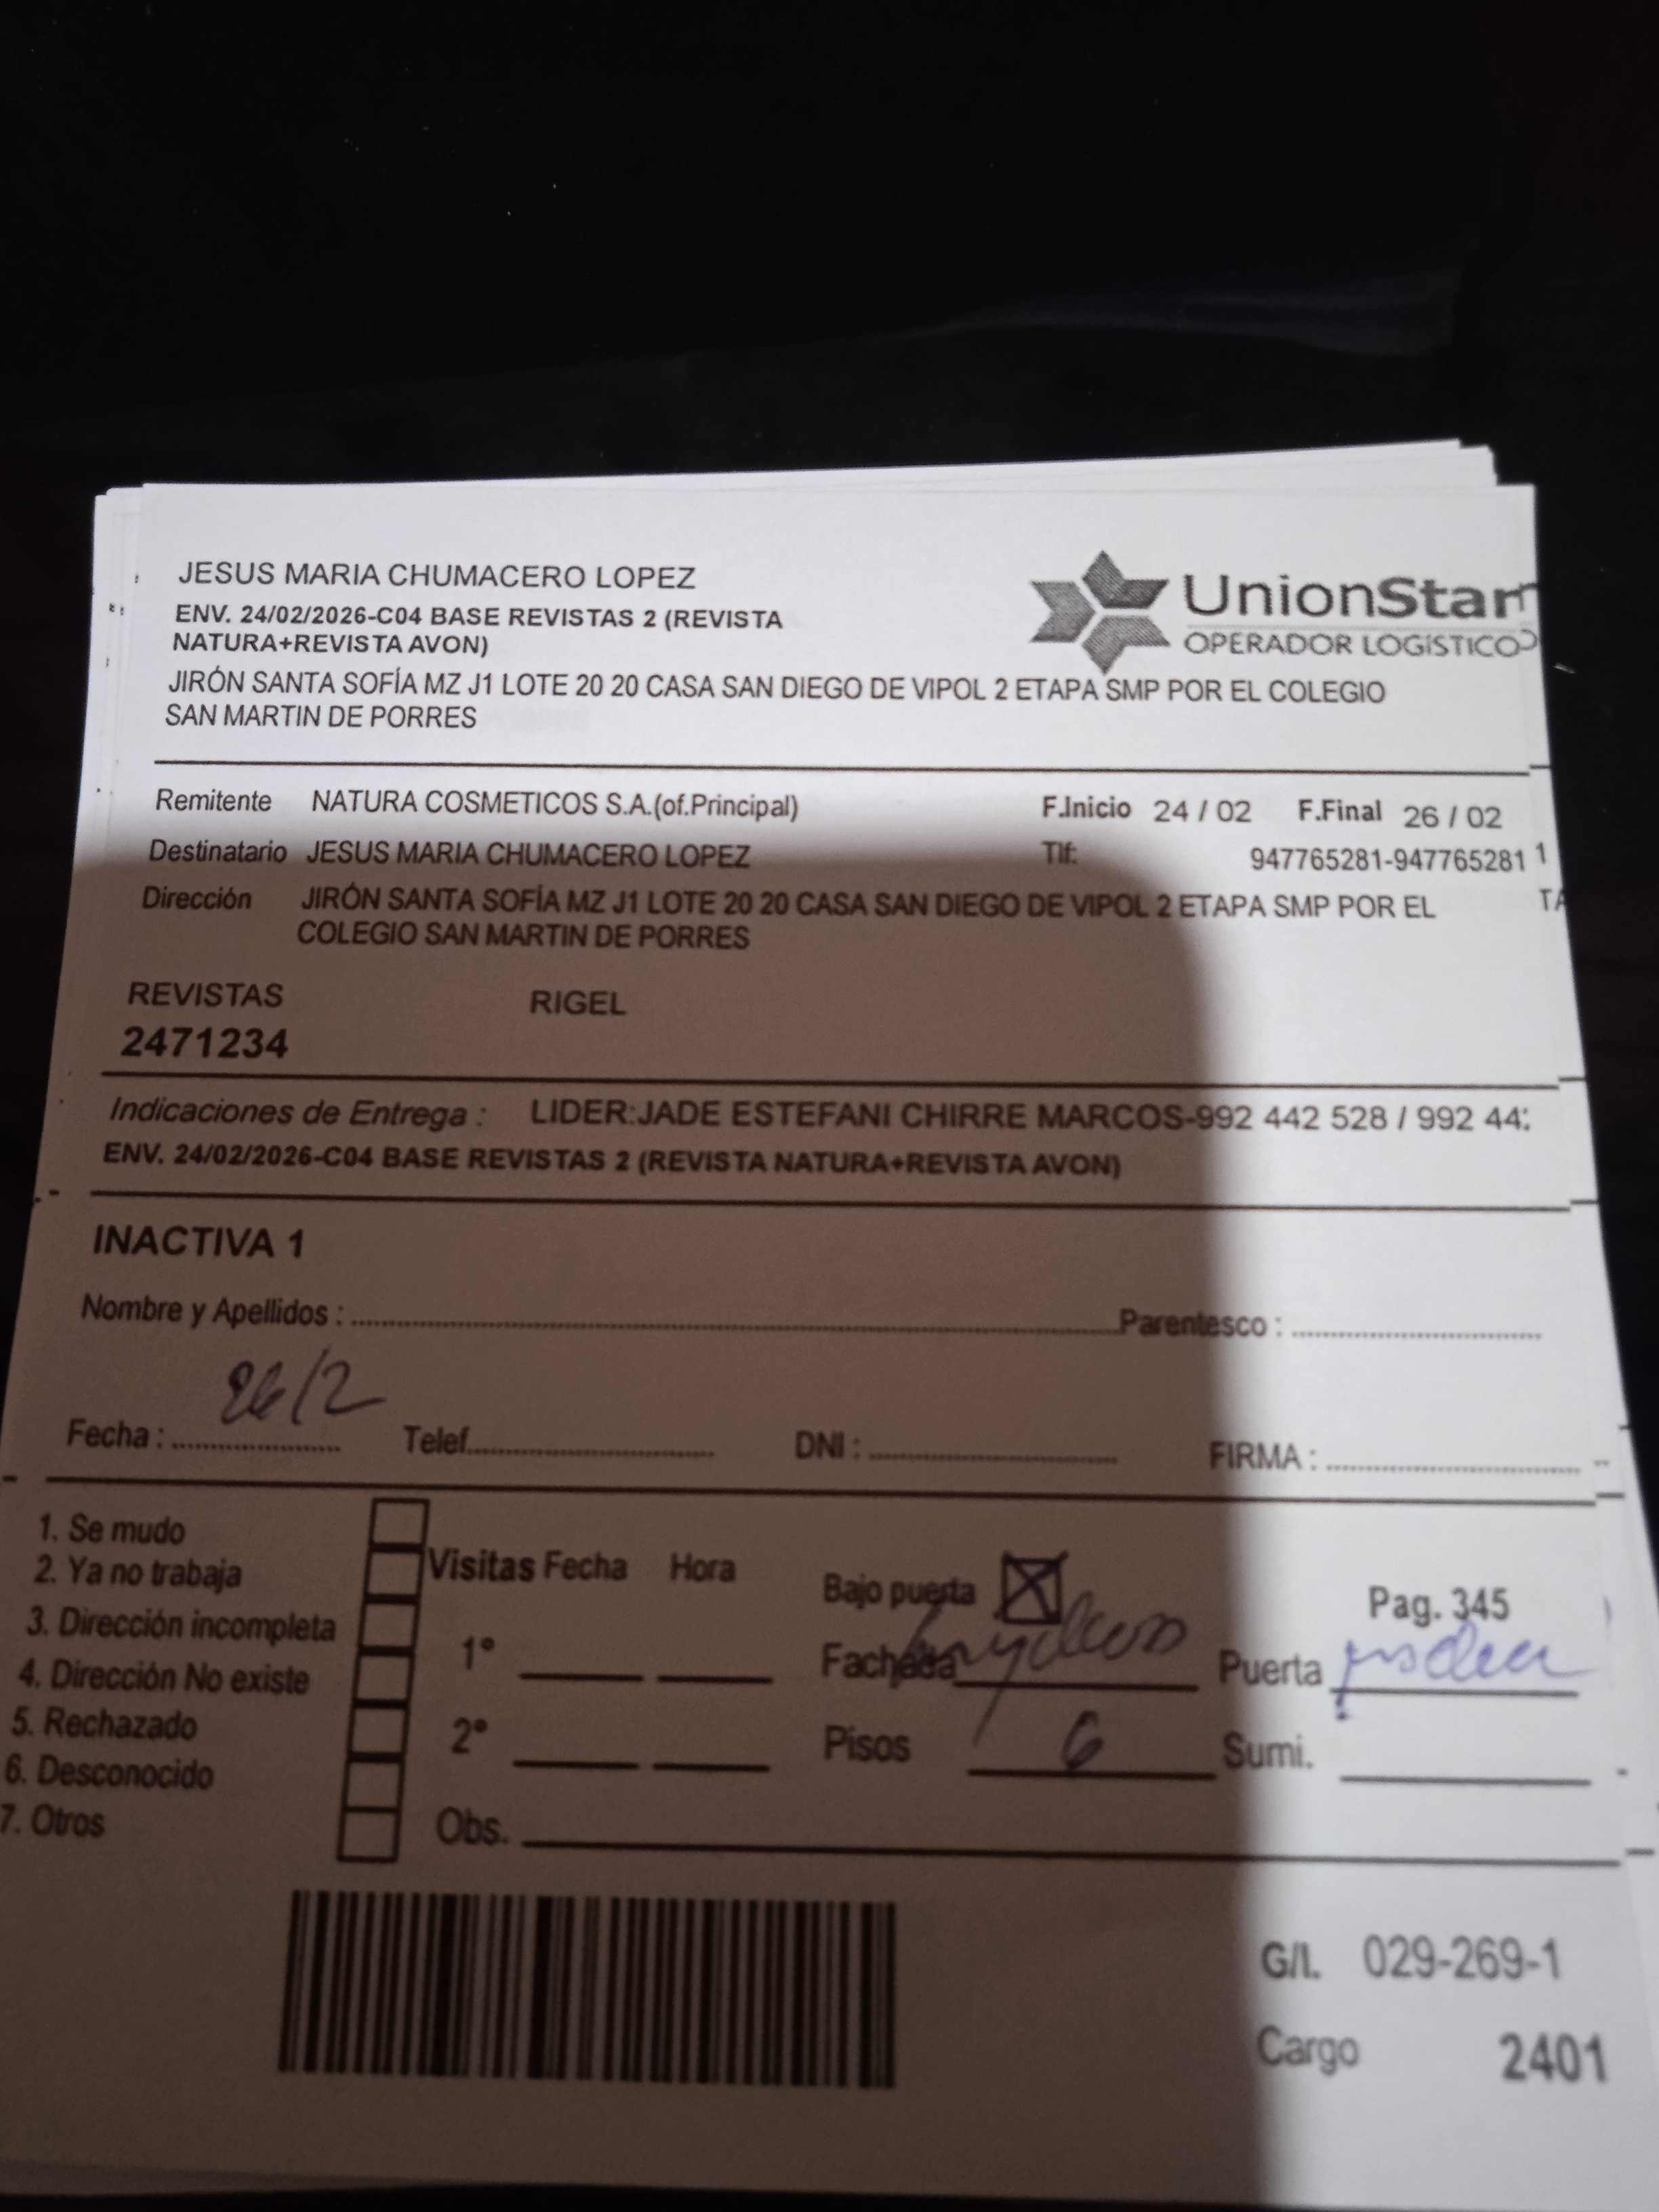 JESUS MARIA CHUMACERO LOPEZ
ENV. 24/02/2026-C04 BASE REVISTAS 2 (REVISTA
NATURA+REVISTA AVON)
UnionStar
OPERADOR LOGÍSTICO
JIRÓN SANTA SOFÍA MZ J1 LOTE 20 20 CASA SAN DIEGO DE VIPOL 2 ETAPA SMP POR EL COLEGIO
SAN MARTIN DE PORRES
Remitente NATURA COSMETICOS S.A.(of.Principal) F.Inicio 24 / 02 F.Final 26 / 02
Destinatario JESUS MARIA CHUMACERO LOPEZ Tlf: 947765281-947765281 1
Dirección JIRÓN SANTA SOFÍA MZ J1 LOTE 20 20 CASA SAN DIEGO DE VIPOL 2 ETAPA SMP POR EL TA
COLEGIO SAN MARTIN DE PORRES
REVISTAS RIGEL
2471234
Indicaciones de Entrega : LIDER:JADE ESTEFANI CHIRRE MARCOS-992 442 528 / 992 44
ENV. 24/02/2026-C04 BASE REVISTAS 2 (REVISTA NATURA+REVISTA AVON)
INACTIVA 1
Nombre y Apellidos : Parentesco :
26/2
Fecha : Telef DNI : FIRMA :
1. Se mudo
2. Ya no trabaja
3. Dirección incompleta
4. Dirección No existe
5. Rechazado
6. Desconocido
7. Otros
Visitas Fecha Hora
1°
2°
Obs.
Bajo puerta X
Fachada
Pisos 6
Pag. 345
Puerta
Sumi.
G/I. 029-269-1
Cargo 2401